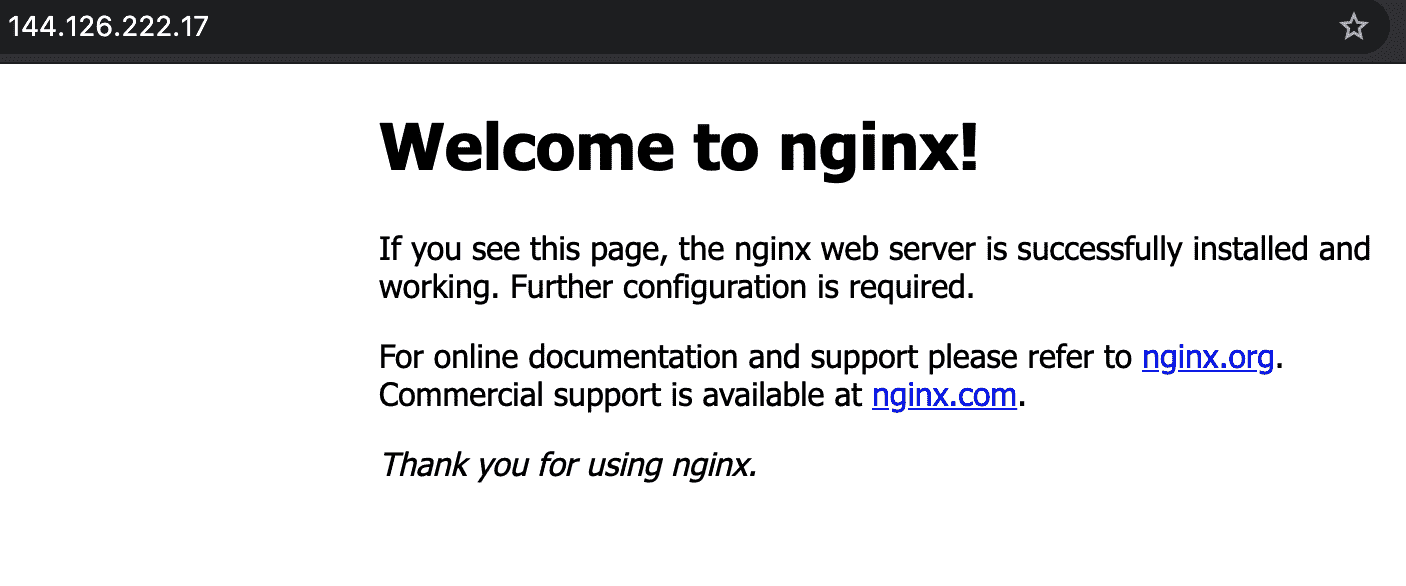 144.126.222.17
Welcome to nginx!
If you see this page, the nginx web server is successfully installed and
working. Further configuration is required.
For online documentation and support please refer to nginx.org.
Commercial support is available at nginx.com.
Thank you for using nginx.